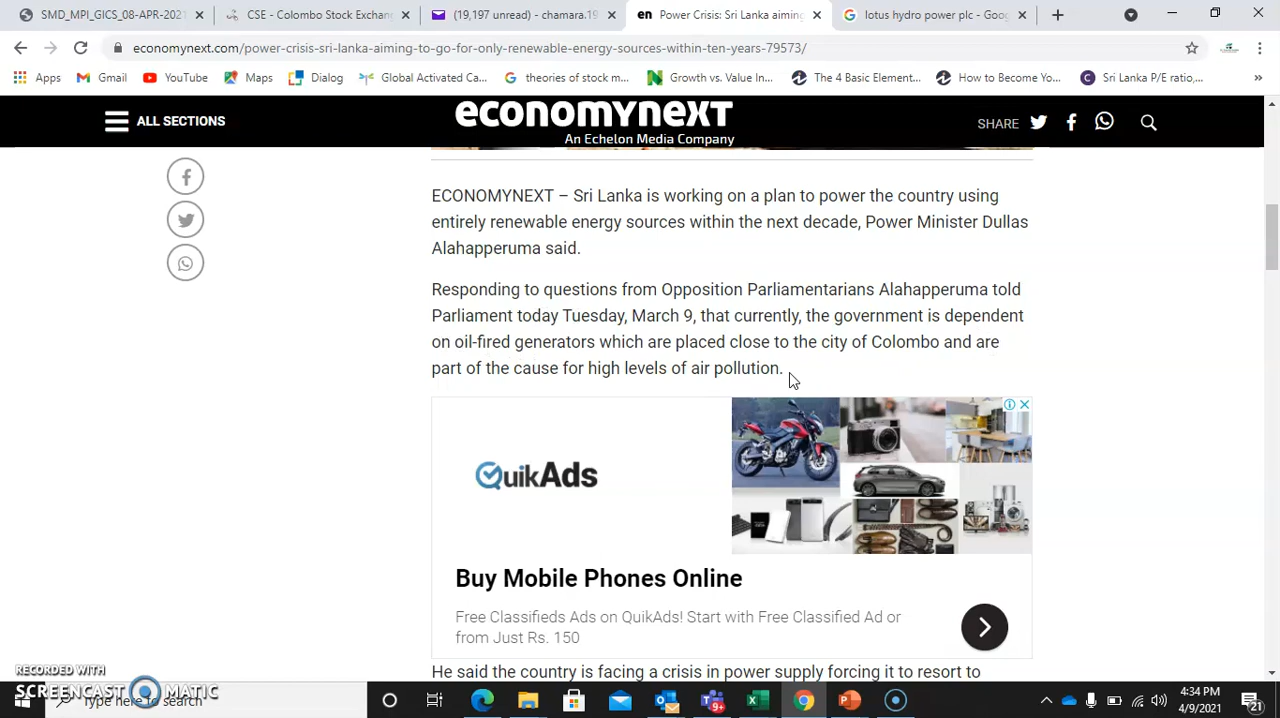 SMD_MPI_GICS_08-APR-2021
CSE - Colombo Stock Exchan
(19,197 unread) - chamara.19
en Power Crisis: Sri Lanka aiming
lotus hydro power plc - Goog
economynext.com/power-crisis-sri-lanka-aiming-to-go-for-only-renewable-energy-sources-within-ten-years-79573/
Apps
Gmail
YouTube
Maps
Dialog
Global Activated Ca...
theories of stock m...
Growth vs. Value In...
The 4 Basic Element...
How to Become Yo...
Sri Lanka P/E ratio,...
»
ALL SECTIONS
economynext
An Echelon Media Company
SHARE
ECONOMYNEXT – Sri Lanka is working on a plan to power the country using
entirely renewable energy sources within the next decade, Power Minister Dullas
Alahapperuma said.
Responding to questions from Opposition Parliamentarians Alahapperuma told
Parliament today Tuesday, March 9, that currently, the government is dependent
on oil-fired generators which are placed close to the city of Colombo and are
part of the cause for high levels of air pollution.
QuikAds
Buy Mobile Phones Online
Free Classifieds Ads on QuikAds! Start with Free Classified Ad or
from Just Rs. 150
He said the country is facing a crisis in power supply forcing it to resort to
RECORDED WITH
SCREENCAST MATIC
Type here to search
9+
4:34 PM
4/9/2021
21